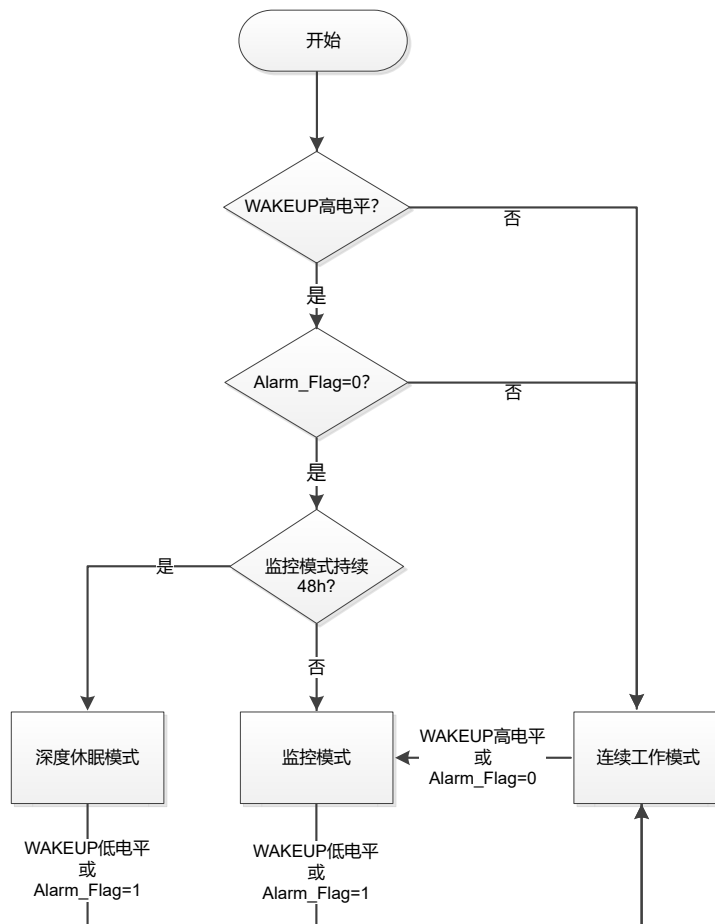 开始
WAKEUP高电平?
否
是
Alarm_Flag=0?
否
是
监控模式持续
48h?
是
否
深度休眠模式
监控模式
WAKEUP高电平
或
Alarm_Flag=0
连续工作模式
WAKEUP低电平
或
Alarm_Flag=1
WAKEUP低电平
或
Alarm_Flag=1